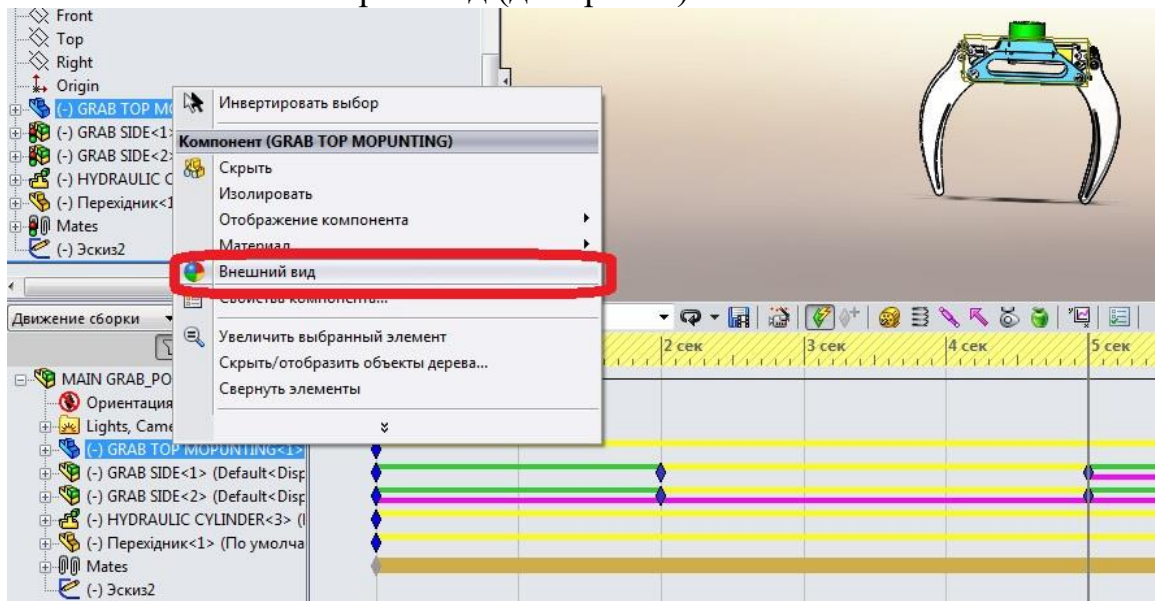 Front
Top
Right
Origin
(-) GRAB TOP
(-) GRAB SIDE<1>
(-) GRAB SIDE<2>
(-) HYDRAULIC C
(-) Перехідник<1
Mates
(-) Эскиз2
Инвертировать выбор
Компонент (GRAB TOP MOPUNTING)
Скрыть
Изолировать
Отображение компонента
Материал
Внешний вид
Свойства компонента...
Увеличить выбранный элемент
Скрыть/отобразить объекты дерева...
Свернуть элементы
Движение сборки
2 сек 3 сек 4 сек 5 сек
MAIN GRAB_PO
Ориентация
Lights, Came
(-) GRAB TOP MOPUNTING<1>
(-) GRAB SIDE<1> (Default<Disp
(-) GRAB SIDE<2> (Default<Disp
(-) HYDRAULIC CYLINDER<3> (
(-) Перехідник<1> (По умолча
Mates
(-) Эскиз2